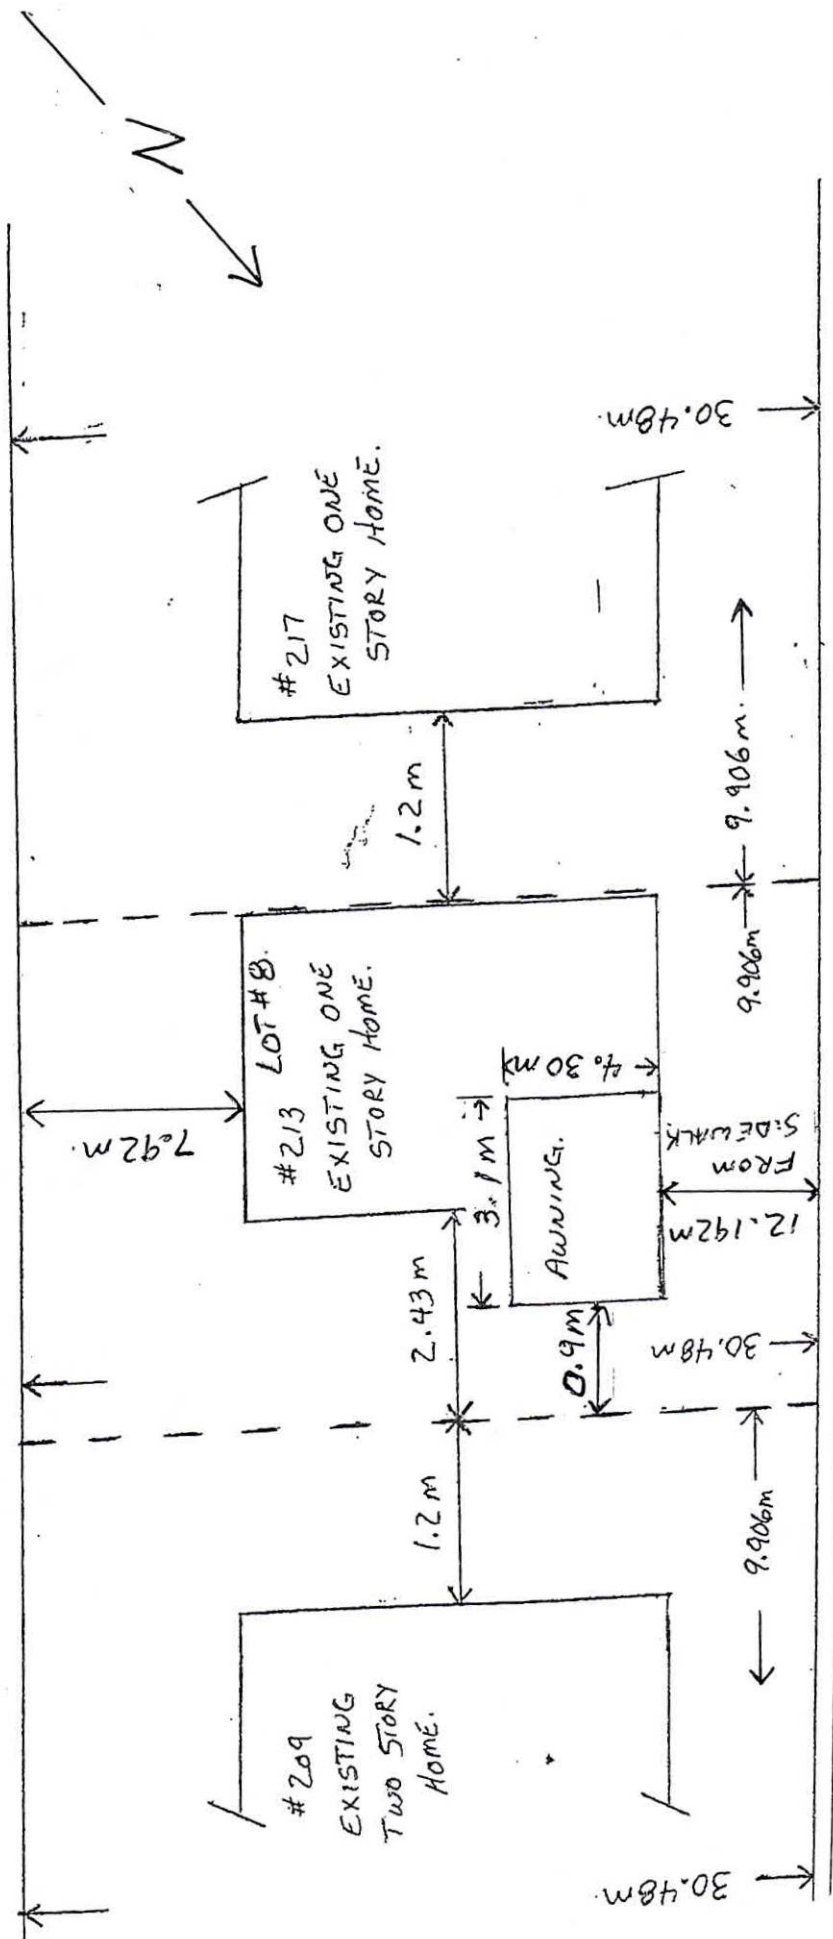 N
30.48m.
#217
EXISTING ONE
STORY HOME.
1.2m
9.906m.
9.906m
7.92m.
#213 LOT #8.
EXISTING ONE
STORY HOME.
4.30m
3.1m
AWNING.
12.192m
FROM
SIDEWALK
2.43m
0.9m
30.48m
1.2m
9.906m
#209
EXISTING
TWO STORY
HOME.
30.48m.